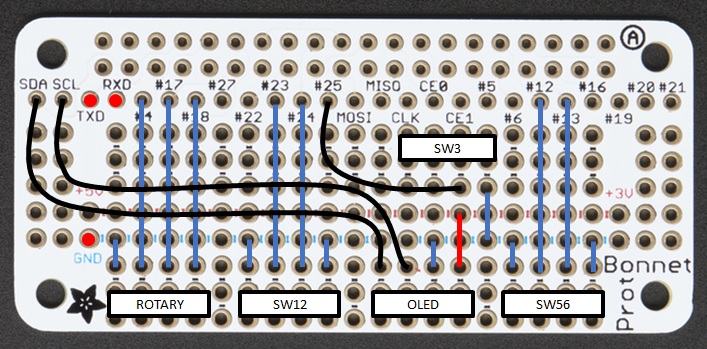 A
SDA SCL RXD #17 #27 #23 #25 MISO CE0 #5 #12 #16 #20 #21
TXD #4 #18 #22 #24 MOSI CLK CE1 #6 #13 #19
SW3
+5V +3V
GND
Bonnet
Prot
ROTARY SW12 OLED SW56